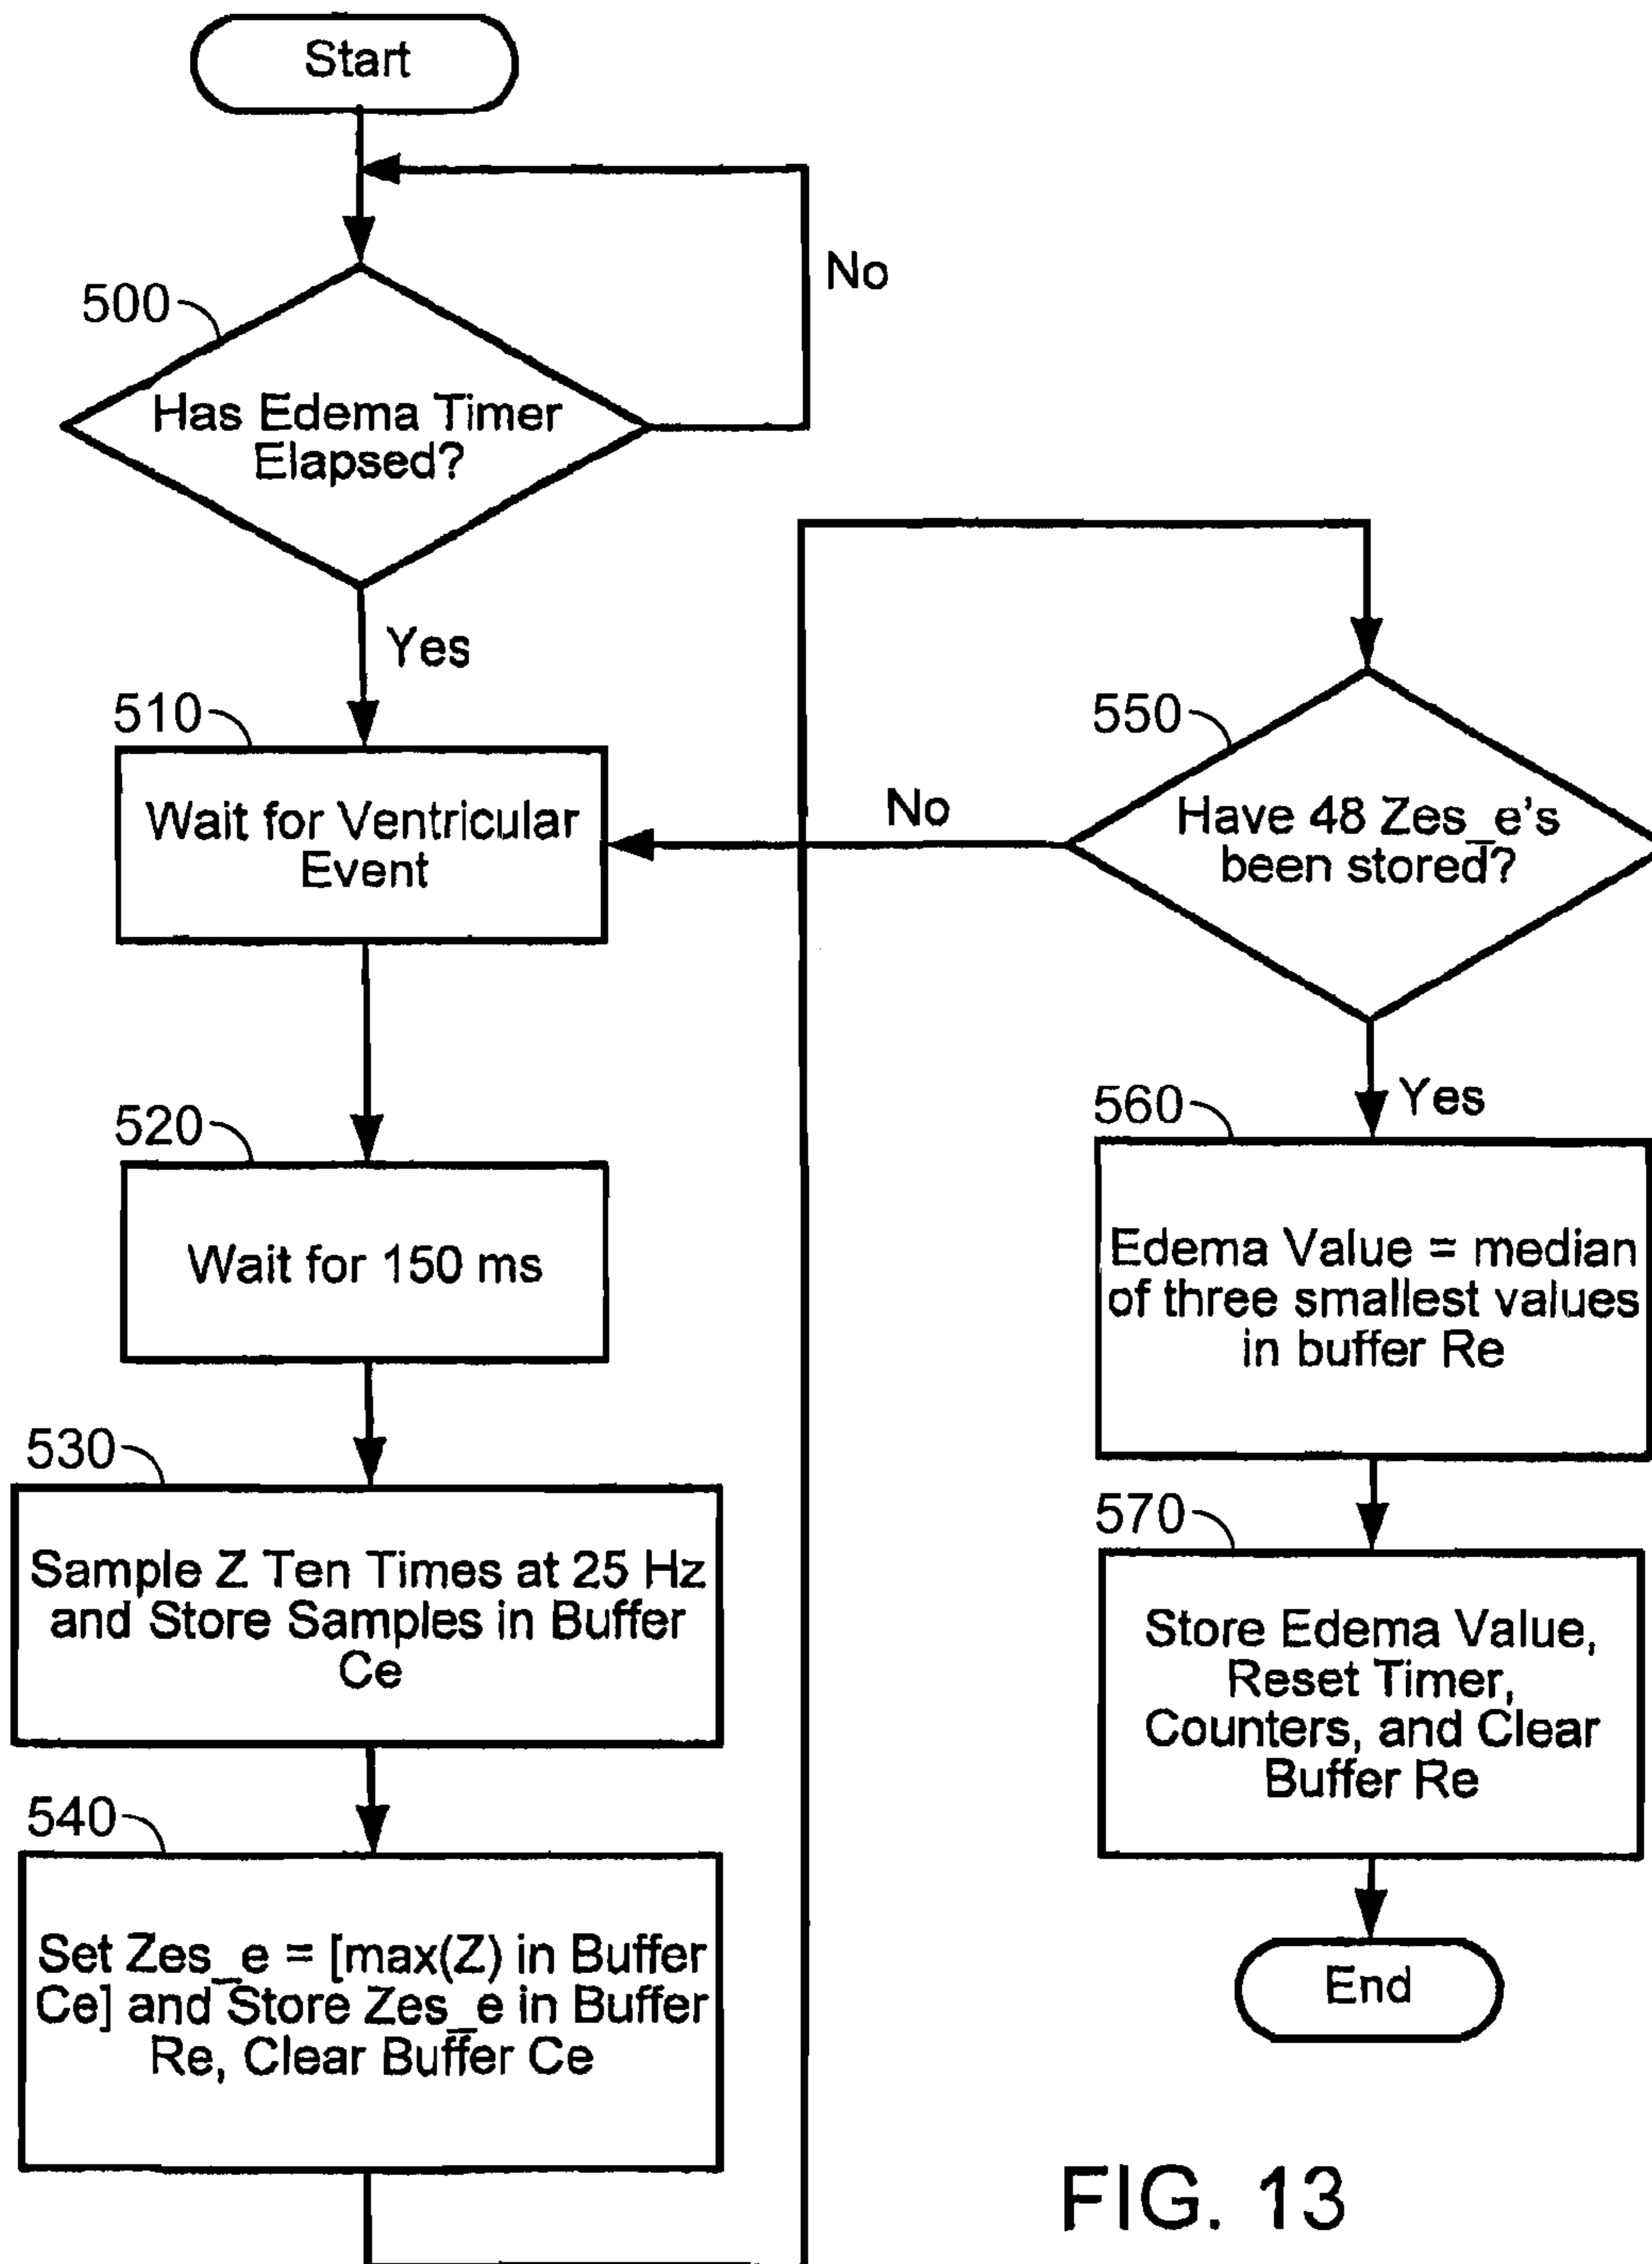 Start
No
500
Has Edema Timer
Elapsed?
Yes
510
Wait for Ventricular
Event
520
Wait for 150 ms
530
Sample Z Ten Times at 25 Hz
and Store Samples in Buffer
Ce
540
Set Zes_e = [max(Z) in Buffer
Ce] and Store Zes_e in Buffer
Re, Clear Buffer Ce
550
No
Have 48 Zes_e's
been stored?
Yes
560
Edema Value = median
of three smallest values
in buffer Re
570
Store Edema Value,
Reset Timer,
Counters, and Clear
Buffer Re
End
FIG. 13